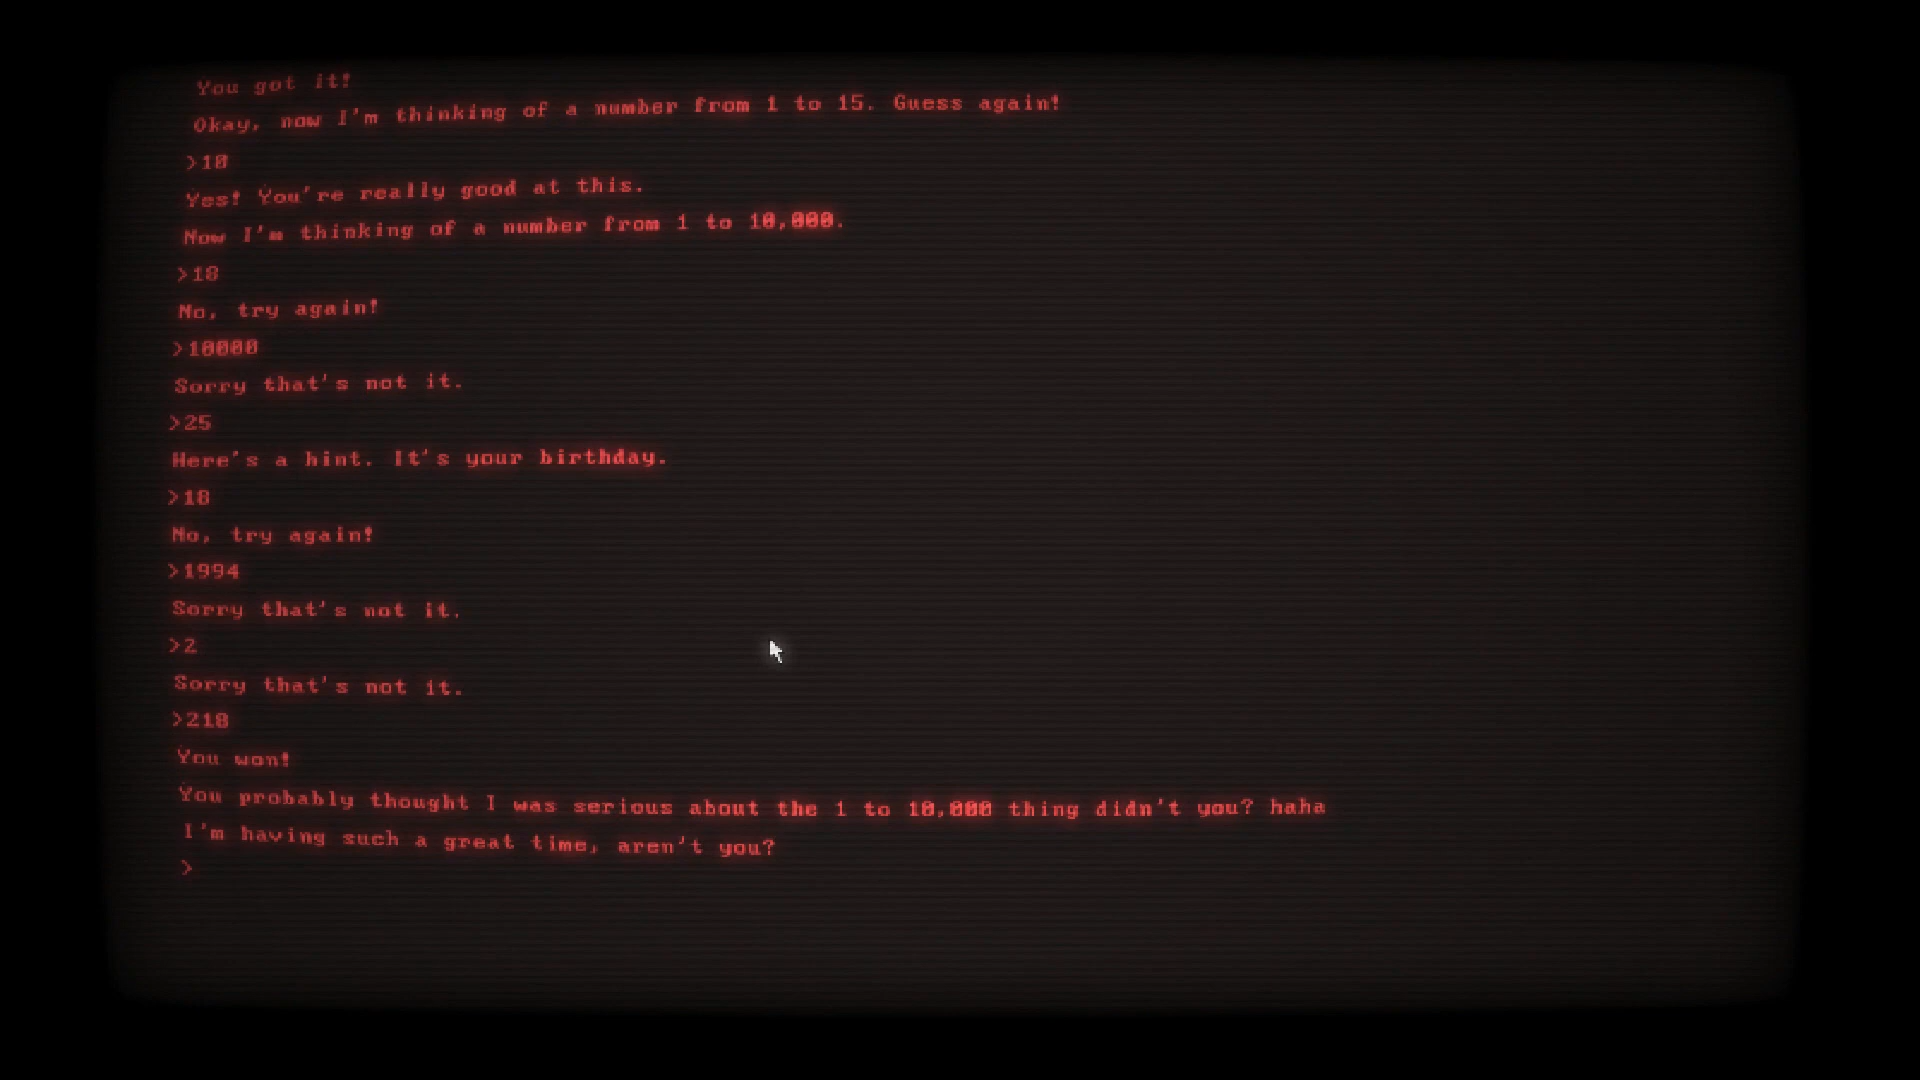 You got it!
Okay, now I'm thinking of a number from 1 to 15. Guess again!
>10
Yes! You're really good at this.
Now I'm thinking of a number from 1 to 10,000.
>18
No, try again!
>10000
Sorry that's not it.
>25
Here's a hint. It's your birthday.
>18
No, try again!
>1994
Sorry that's not it.
>2
Sorry that's not it.
>218
You won!
You probably thought I was serious about the 1 to 10,000 thing didn't you? haha
I'm having such a great time, aren't you?
>